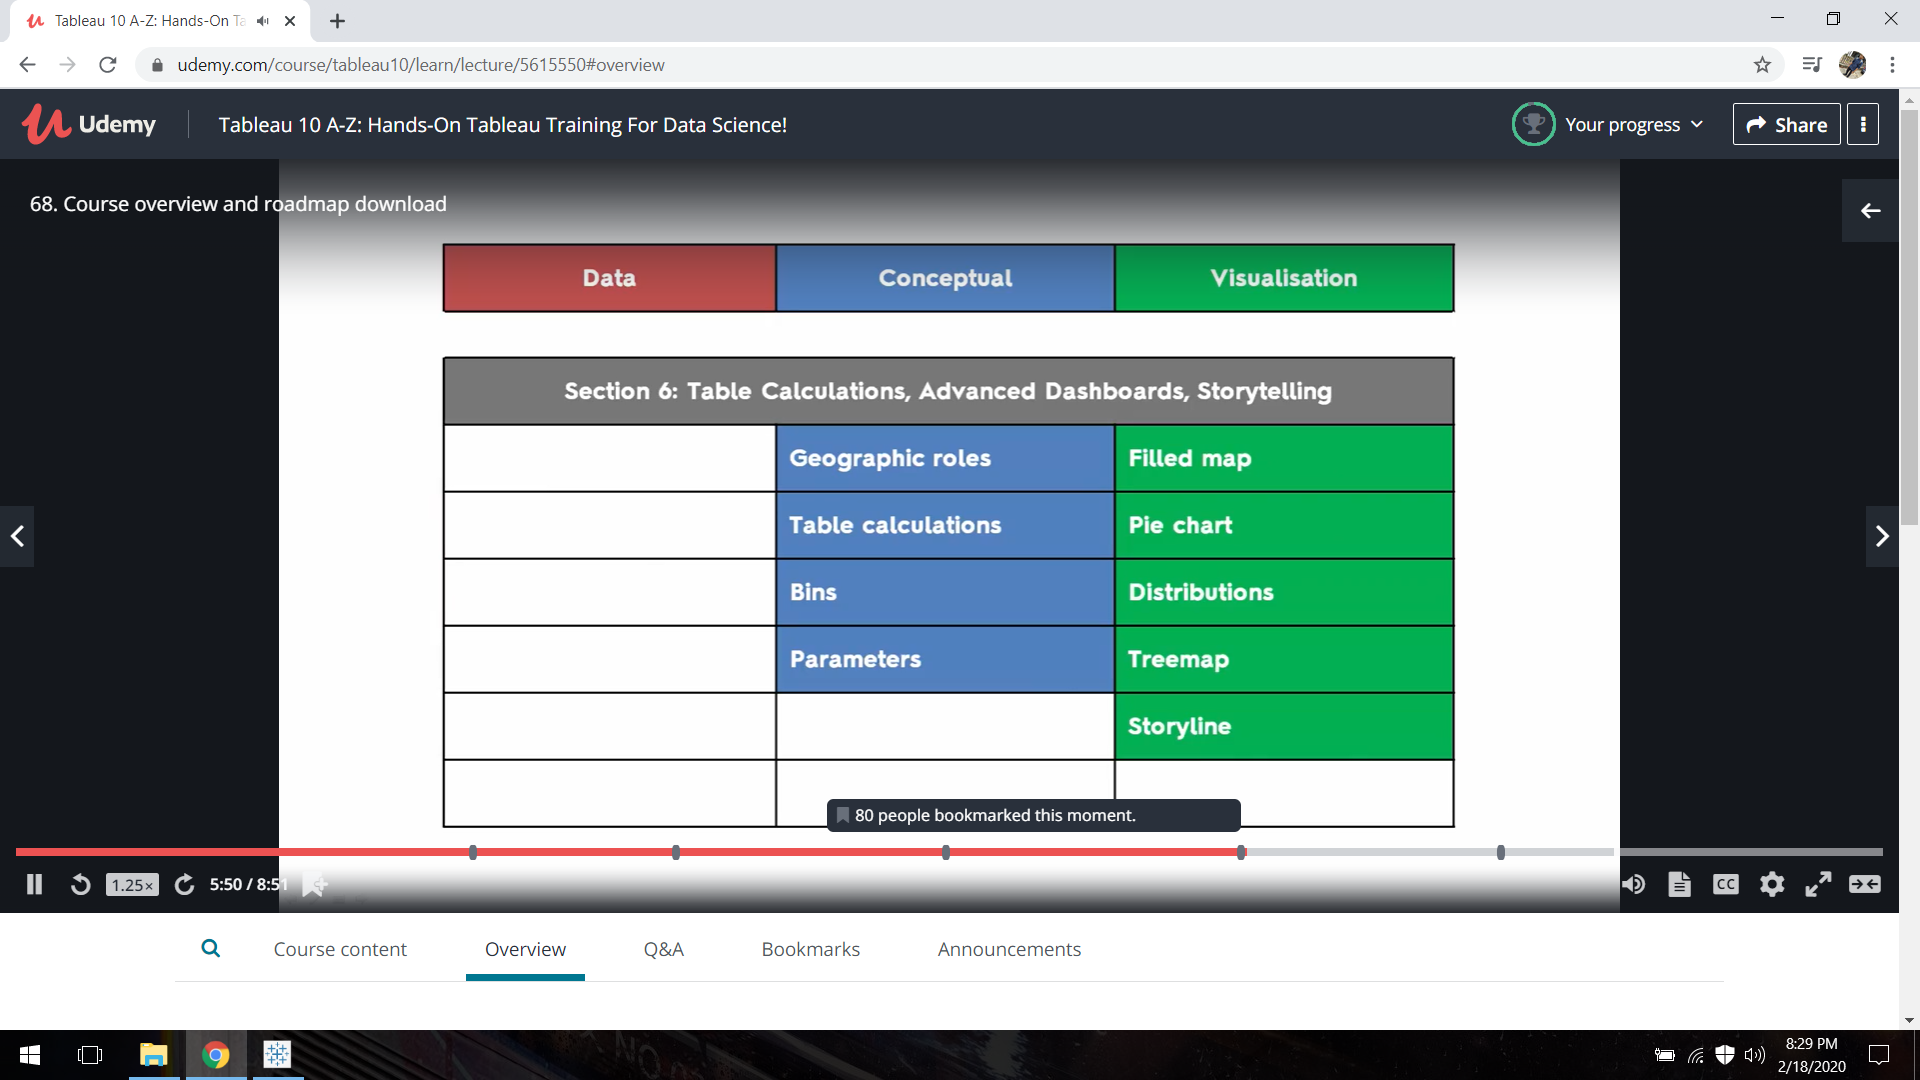 Tableau 10 A-Z: Hands-On Ta
udemy.com/course/tableau10/learn/lecture/5615550#overview
Udemy
Tableau 10 A-Z: Hands-On Tableau Training For Data Science!
Your progress
Share
68. Course overview and roadmap download
Data Conceptual Visualisation
Section 6: Table Calculations, Advanced Dashboards, Storytelling
Geographic roles Filled map
Table calculations Pie chart
Bins Distributions
Parameters Treemap
Storyline
80 people bookmarked this moment.
1.25× 5:50 / 8:51 CC
Course content Overview Q&A Bookmarks Announcements
8:29 PM
2/18/2020